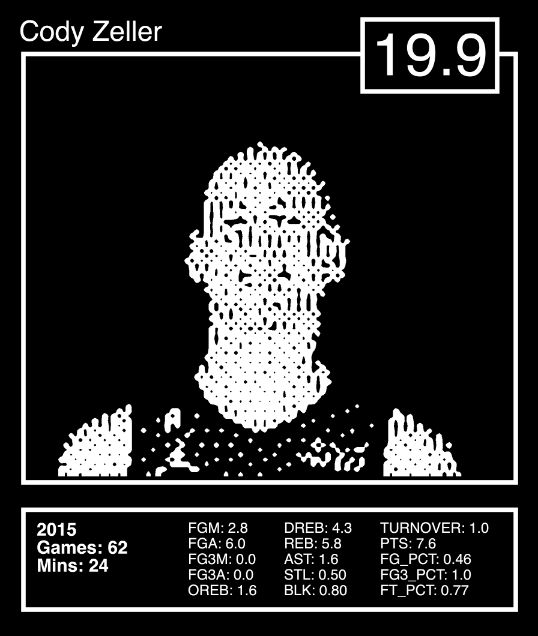 Cody Zeller
19.9
2015
Games: 62
Mins: 24
FGM: 2.8
FGA: 6.0
FG3M: 0.0
FG3A: 0.0
OREB: 1.6
DREB: 4.3
REB: 5.8
AST: 1.6
STL: 0.50
BLK: 0.80
TURNOVER: 1.0
PTS: 7.6
FG_PCT: 0.46
FG3_PCT: 1.0
FT_PCT: 0.77